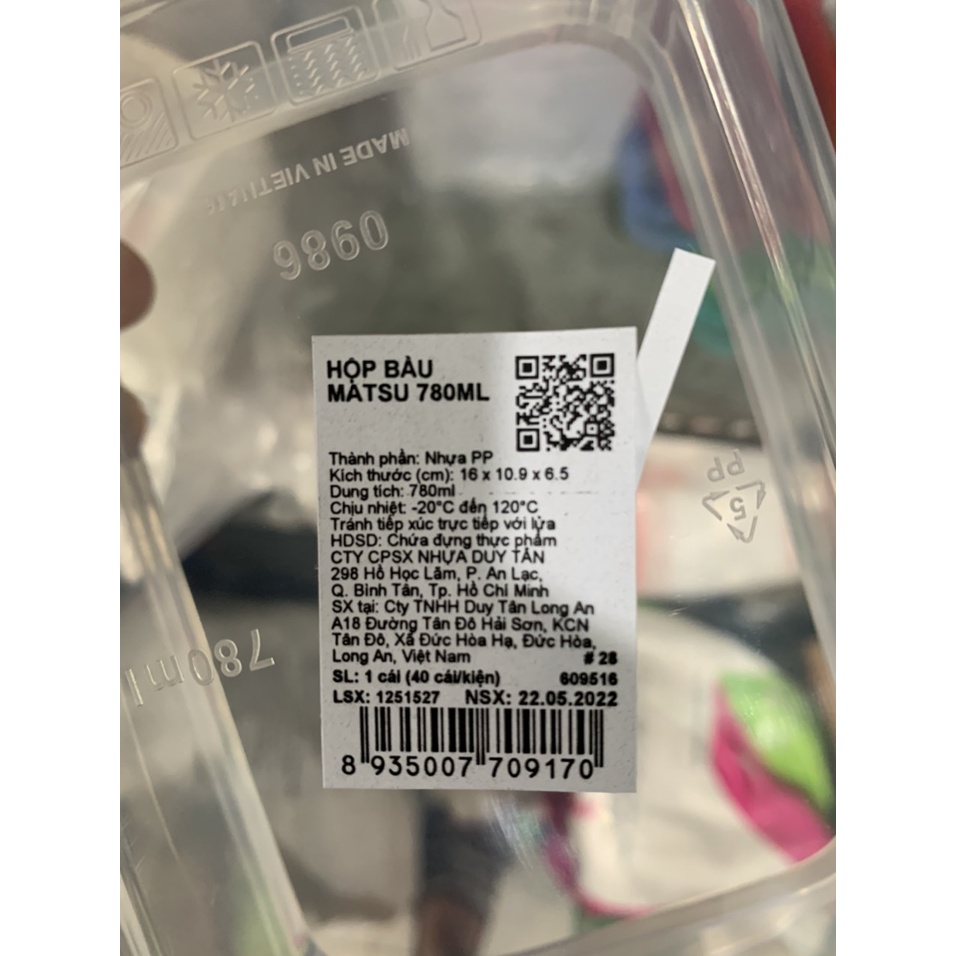 MADE IN VIETNAM
9860
HỘP BẦU
MATSU 780ML
Thành phần: Nhựa PP
Kích thước (cm): 16 x 10.9 x 6.5
Dung tích: 780ml
Chịu nhiệt: -20°C đến 120°C
Tránh tiếp xúc trực tiếp với lửa
HDSD: Chứa đựng thực phẩm
CTY CPSX NHỰA DUY TÂN
298 Hồ Học Lãm, P. An Lạc,
Q. Bình Tân, Tp. Hồ Chí Minh
SX tại: Cty TNHH Duy Tân Long An
A18 Đường Tân Đô Hải Sơn, KCN
Tân Đô, Xã Đức Hòa Hạ, Đức Hòa,
Long An, Việt Nam # 28
SL: 1 cái (40 cái/kiện) 609516
LSX: 1251527 NSX: 22.05.2022
8 935007 709170
5
PP
780ml